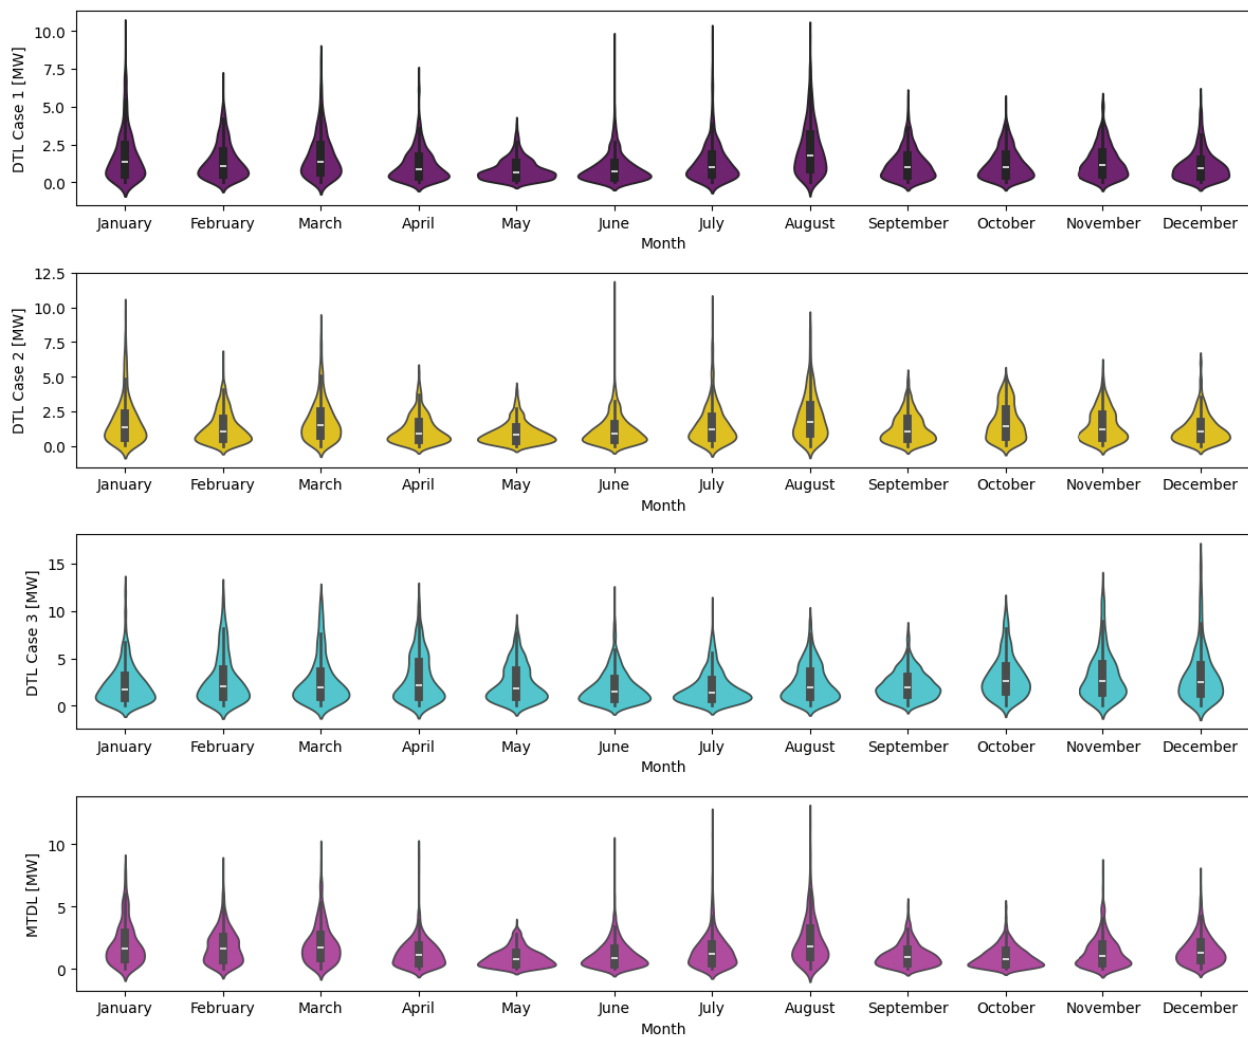 DTL Case 1 [MW]
10.0
7.5
5.0
2.5
0.0
January February March April May June July August September October November December
Month
DTL Case 2 [MW]
12.5
10.0
7.5
5.0
2.5
0.0
January February March April May June July August September October November December
Month
DTL Case 3 [MW]
15
10
5
0
January February March April May June July August September October November December
Month
MTDL [MW]
10
5
0
January February March April May June July August September October November December
Month